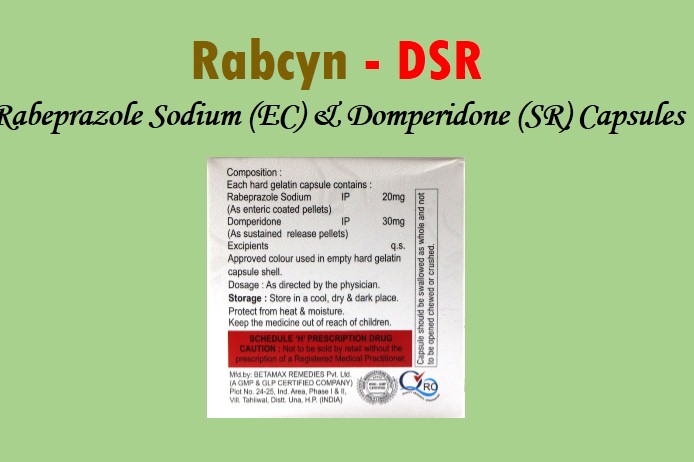 Rabcyn - DSR
Rabeprazole Sodium (EC) & Domperidone (SR) Capsules
Composition :
Each hard gelatin capsule contains :
Rabeprazole Sodium IP 20mg
(As enteric coated pellets)
Domperidone IP 30mg
(As sustained release pellets)
Excipients q.s.
Approved colour used in empty hard gelatin
capsule shell.
Dosage : As directed by the physician.
Storage : Store in a cool, dry & dark place.
Protect from heat & moisture.
Keep the medicine out of reach of children.
SCHEDULE 'H' PRESCRIPTION DRUG
CAUTION : Not to be sold by retail without the
prescription of a Registered Medical Practitioner.
Mfd.by: BETAMAX REMEDIES Pvt. Ltd.
(A GMP & GLP CERTIFIED COMPANY)
Plot No. 24-25, Ind. Area, Phase I & II,
Vill. Tahliwal, Distt. Una, H.P. (INDIA)
Capsule should be swallowed as whole and not
to be opened chewed or crushed.
QRO